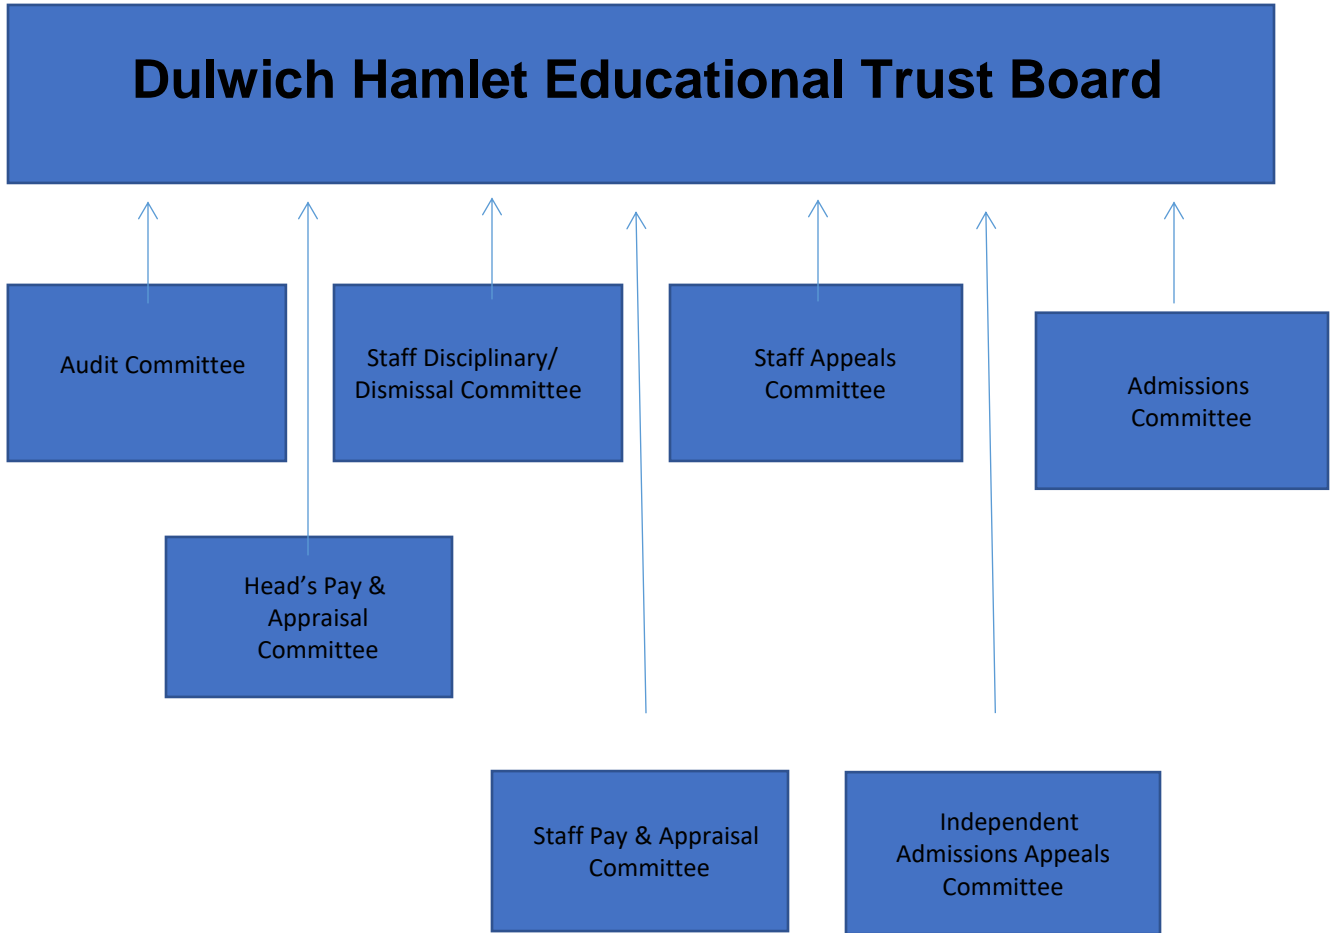 Dulwich Hamlet Educational Trust Board
Audit Committee
Staff Disciplinary/
Dismissal Committee
Staff Appeals
Committee
Admissions
Committee
Head’s Pay &
Appraisal
Committee
Staff Pay & Appraisal
Committee
Independent
Admissions Appeals
Committee